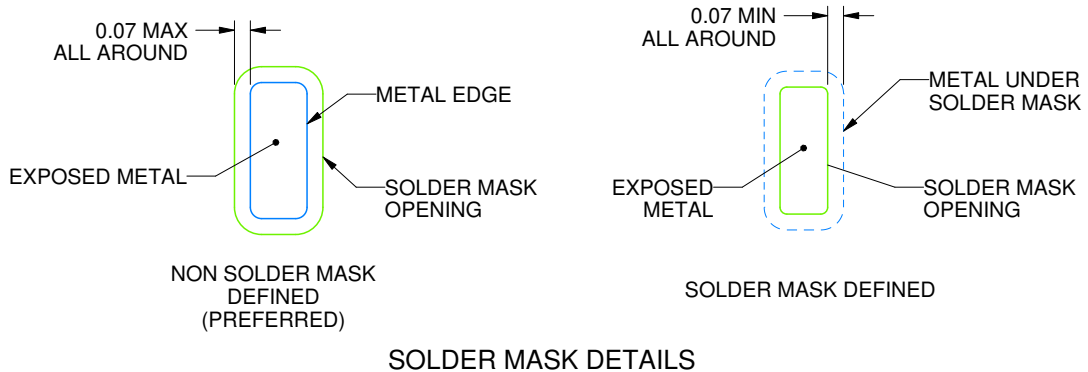 0.07 MAX
ALL AROUND
METAL EDGE
EXPOSED METAL
SOLDER MASK
OPENING
NON SOLDER MASK
DEFINED
(PREFERRED)
0.07 MIN
ALL AROUND
METAL UNDER
SOLDER MASK
EXPOSED
METAL
SOLDER MASK
OPENING
SOLDER MASK DEFINED
SOLDER MASK DETAILS